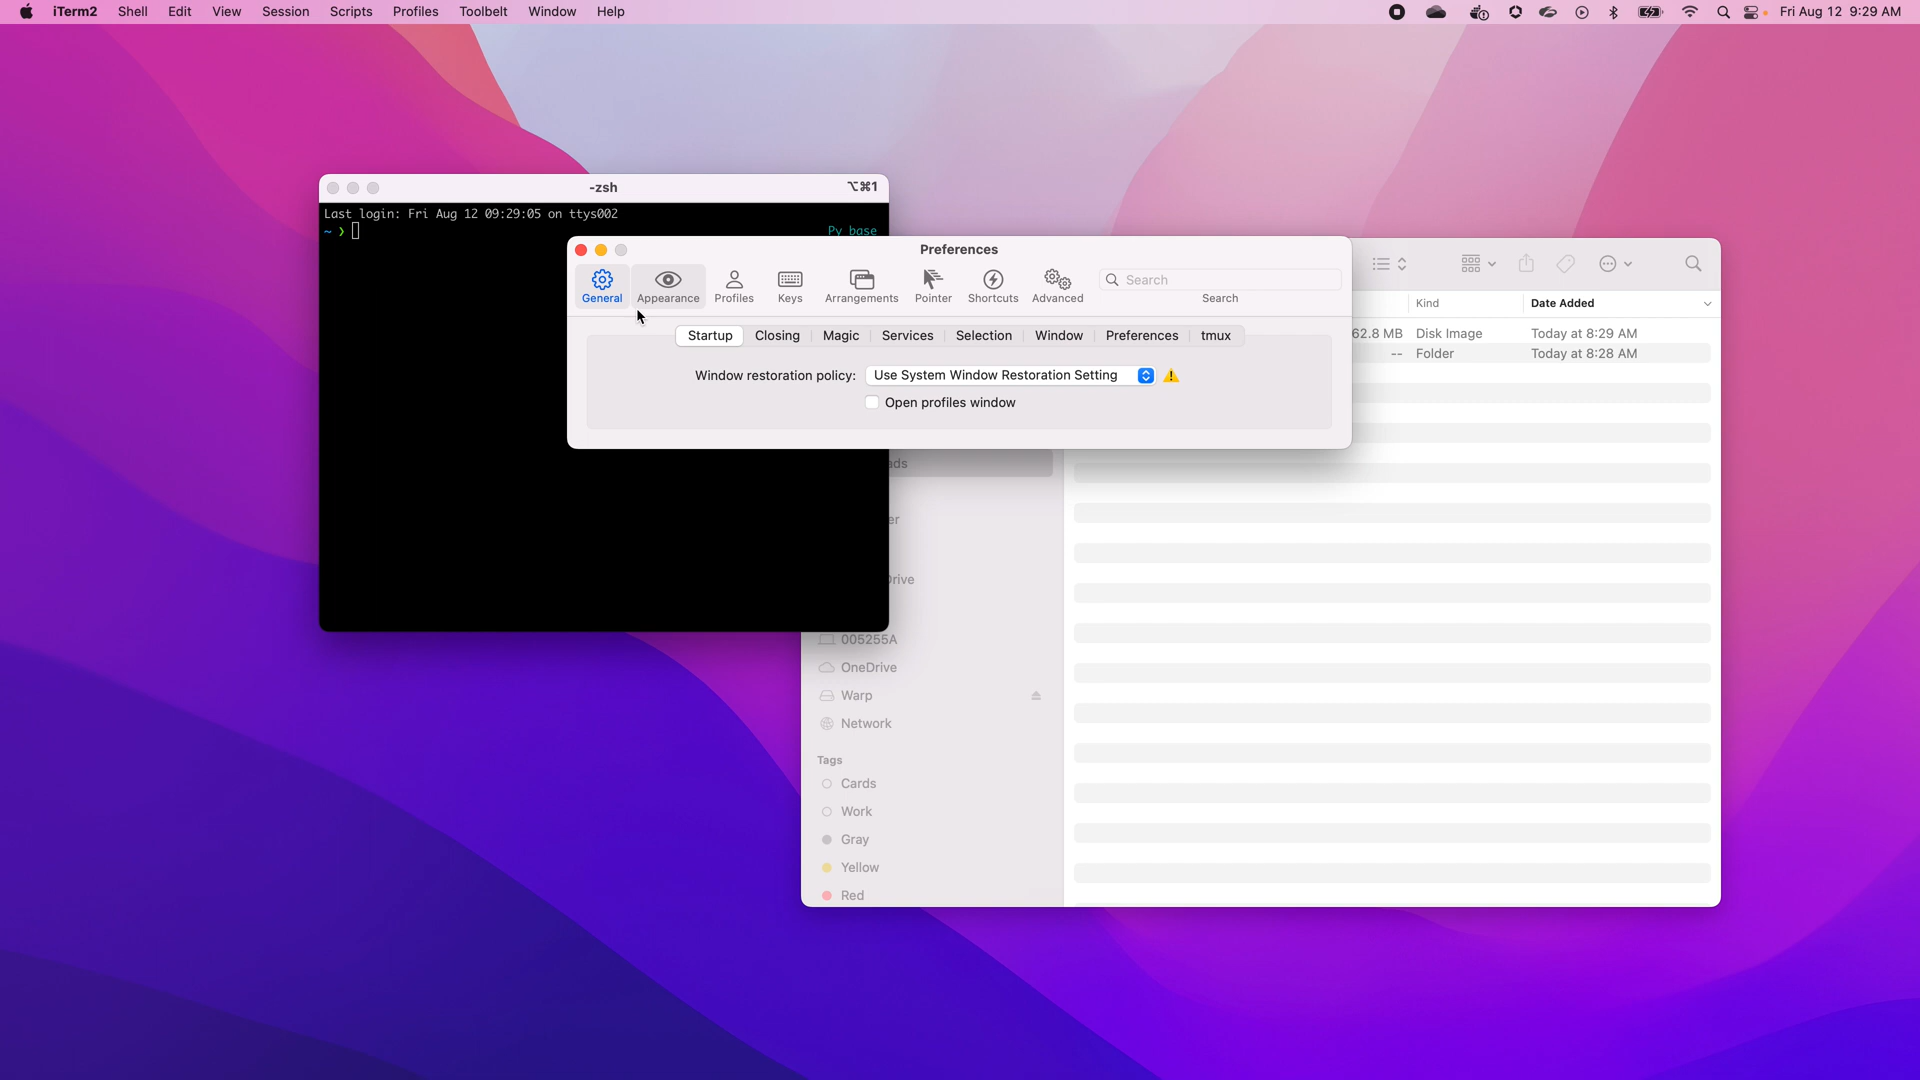 iTerm2 Shell Edit View Session Scripts Profiles Toolbelt Window Help Fri Aug 12 9:29 AM
-zsh ⌥⌘1
Last login: Fri Aug 12 09:29:05 on ttys002
~ ❯ Py base
Preferences
General Appearance Profiles Keys Arrangements Pointer Shortcuts Advanced Search
Search
Startup Closing Magic Services Selection Window Preferences tmux
Window restoration policy: Use System Window Restoration Setting
Open profiles window
Kind Date Added
62.8 MB Disk Image Today at 8:29 AM
-- Folder Today at 8:28 AM
ads
er
Drive
005255A
OneDrive
Warp
Network
Tags
Cards
Work
Gray
Yellow
Red